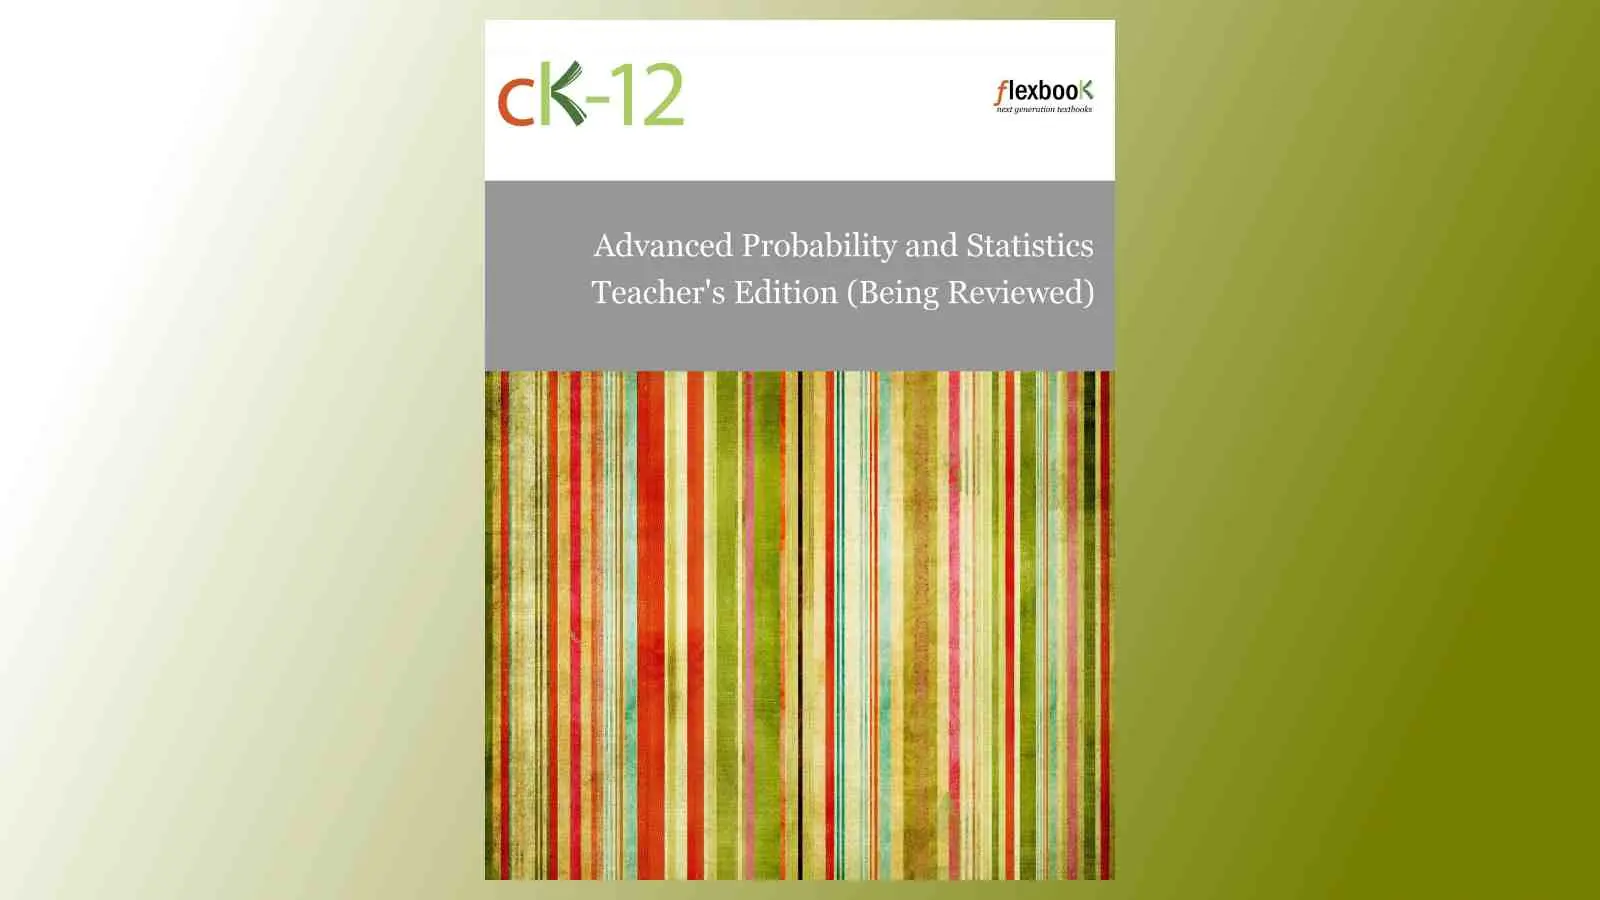 cK-12
flexbook
next generation textbooks
Advanced Probability and Statistics
Teacher's Edition (Being Reviewed)